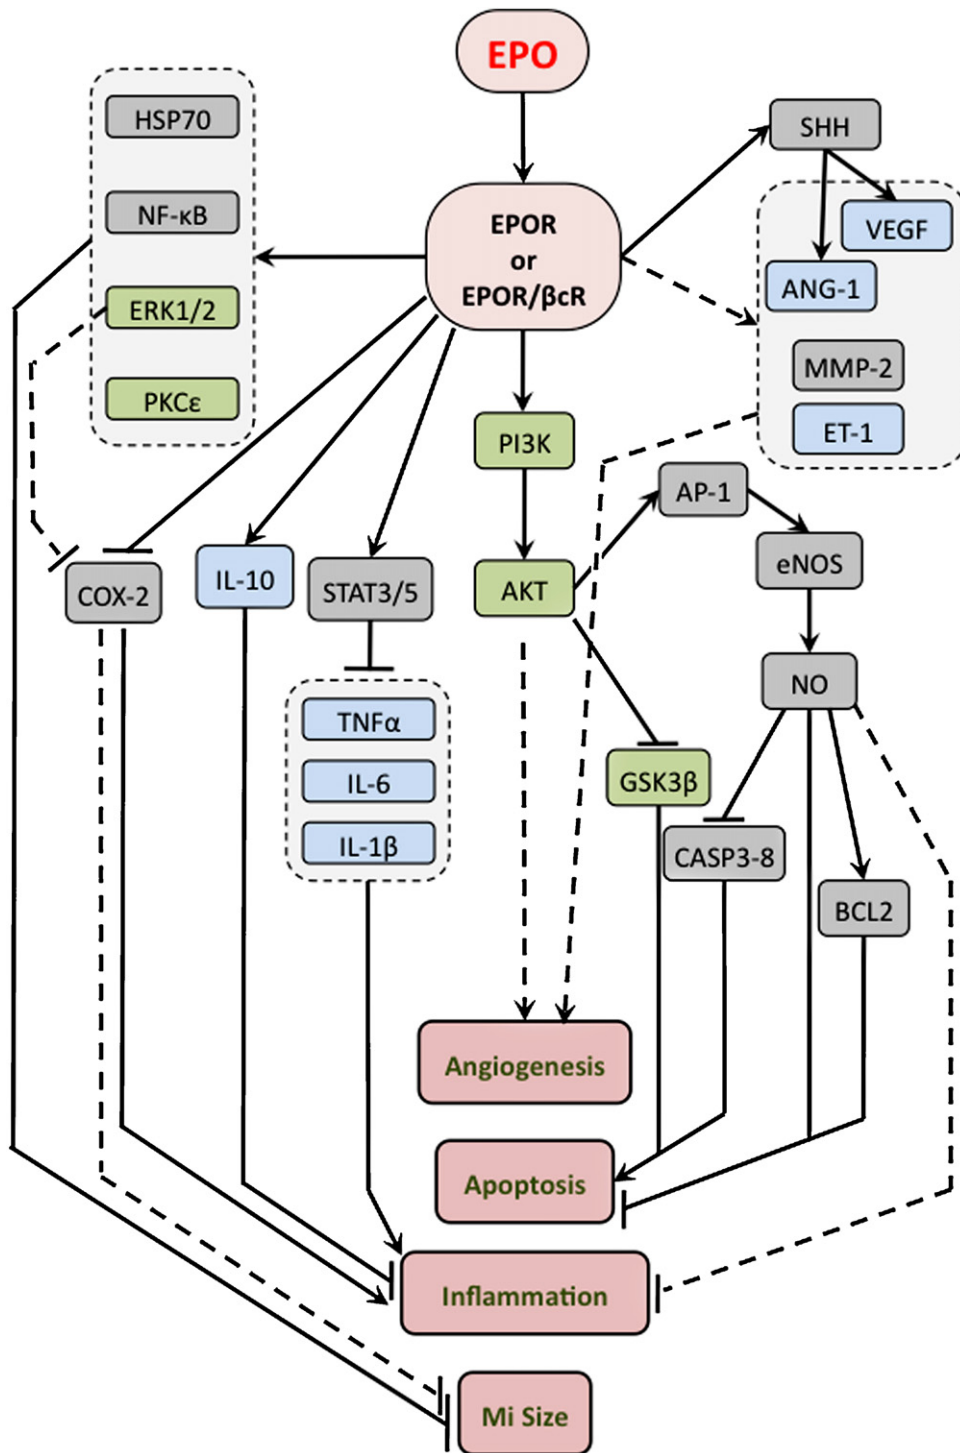 EPO
HSP70
SHH
NF-κB
EPOR
or
EPOR/βcR
VEGF
ANG-1
ERK1/2
MMP-2
PKCε
ET-1
PI3K
AP-1
eNOS
COX-2
IL-10
STAT3/5
AKT
NO
TNFα
IL-6
IL-1β
GSK3β
CASP3-8
BCL2
Angiogenesis
Apoptosis
Inflammation
Mi Size